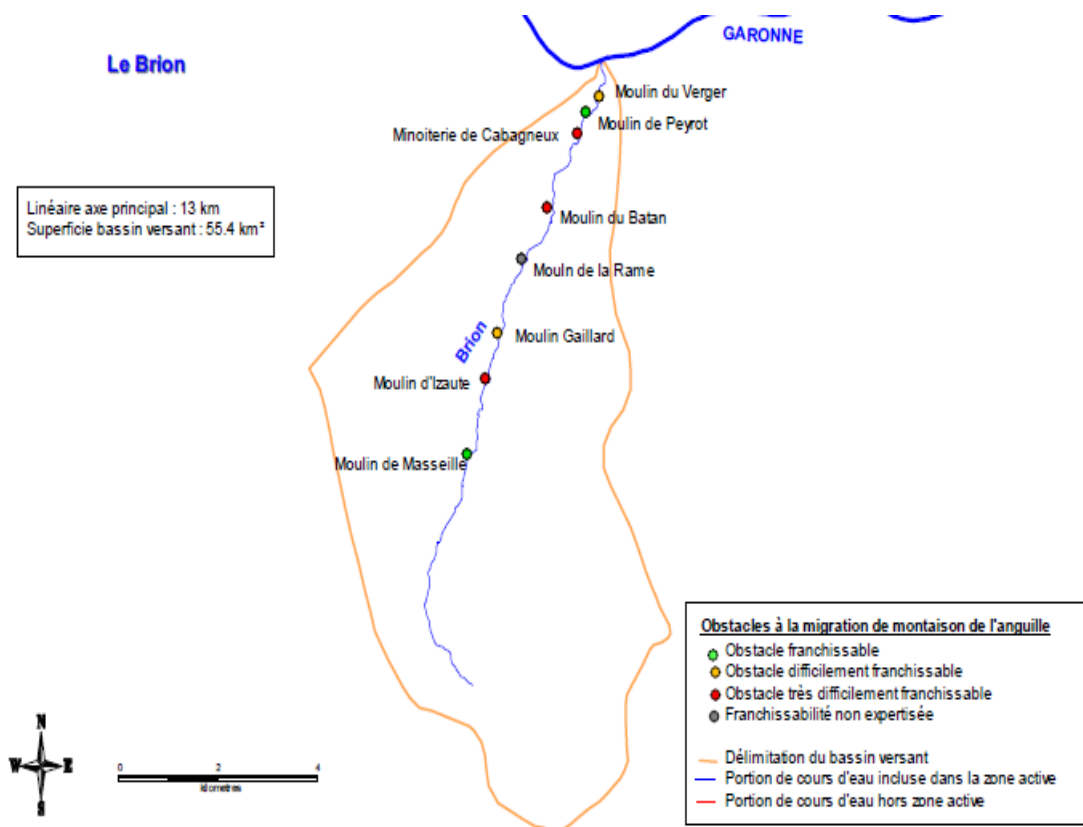 GARONNE
Le Brion
Moulin du Verger
Moulin de Peyrot
Minoiterie de Cabagneux
Linéaire axe principal : 13 km
Superficie bassin versant : 55.4 km²
Moulin du Batan
Mouln de la Rame
Brion
Moulin Gaillard
Moulin d'Izaute
Moulin de Masseille
Obstacles à la migration de montaison de l'anguille
Obstacle franchissable
Obstacle difficilement franchissable
Obstacle très difficilement franchissable
Franchissabilité non expertisée
Délimitation du bassin versant
Portion de cours d'eau incluse dans la zone active
Portion de cours d'eau hors zone active
N
W E
S
0 2 4
kilometres